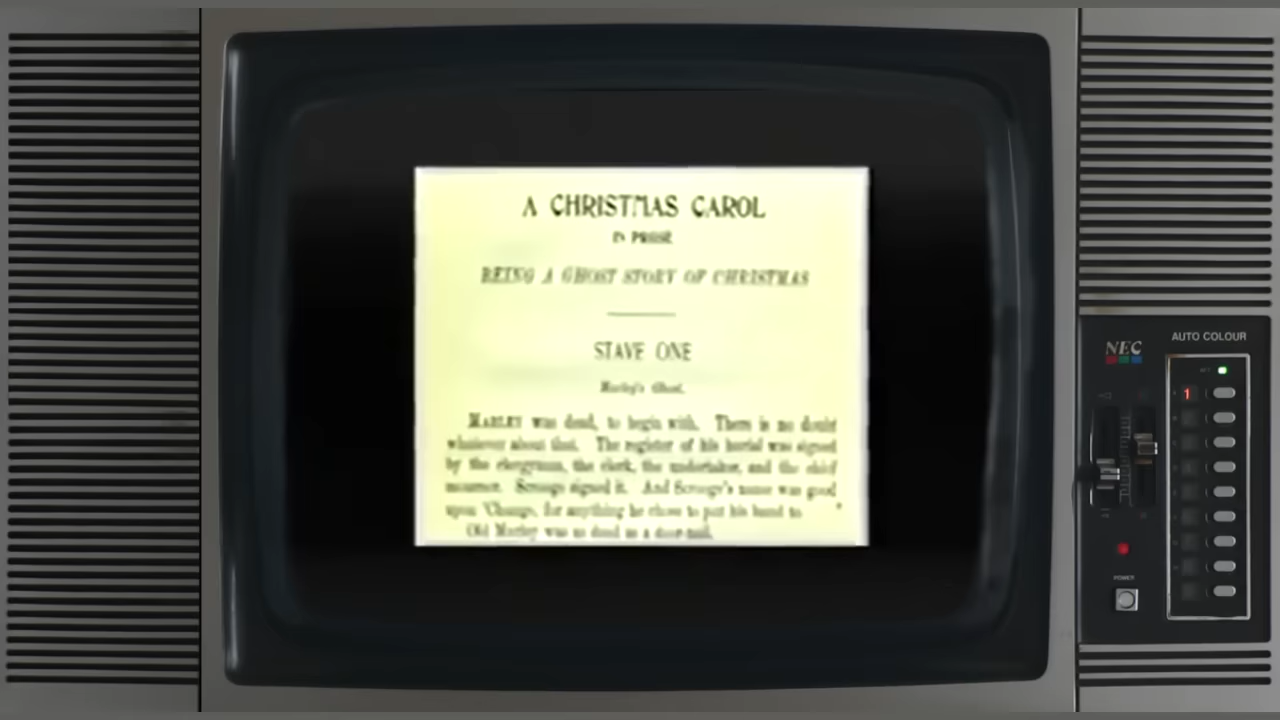 A CHRISTMAS CAROL
IN PROSE
BEING A GHOST STORY OF CHRISTMAS
STAVE ONE
Marley's Ghost.
MARLEY was dead, to begin with. There is no doubt
whatever about that. The register of his burial was signed
by the clergyman, the clerk, the undertaker, and the chief
mourner. Scrooge signed it. And Scrooge's name was good
upon 'Change, for anything he chose to put his hand to
Old Marley was as dead as a door-nail.
AUTO COLOUR
NEC
1
POWER